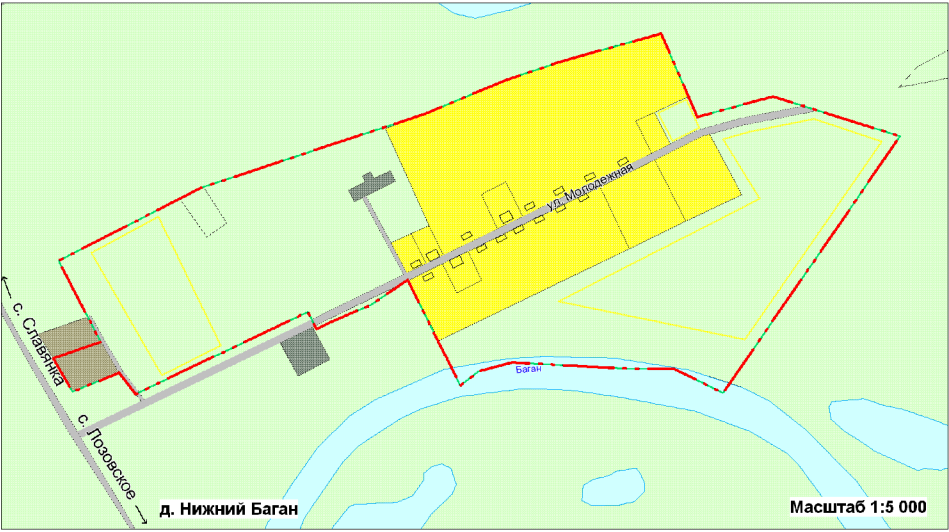 ул. Молодежная
с. Славянка
Баган
с. Лозовское
д. Нижний Баган
Масштаб 1:5 000